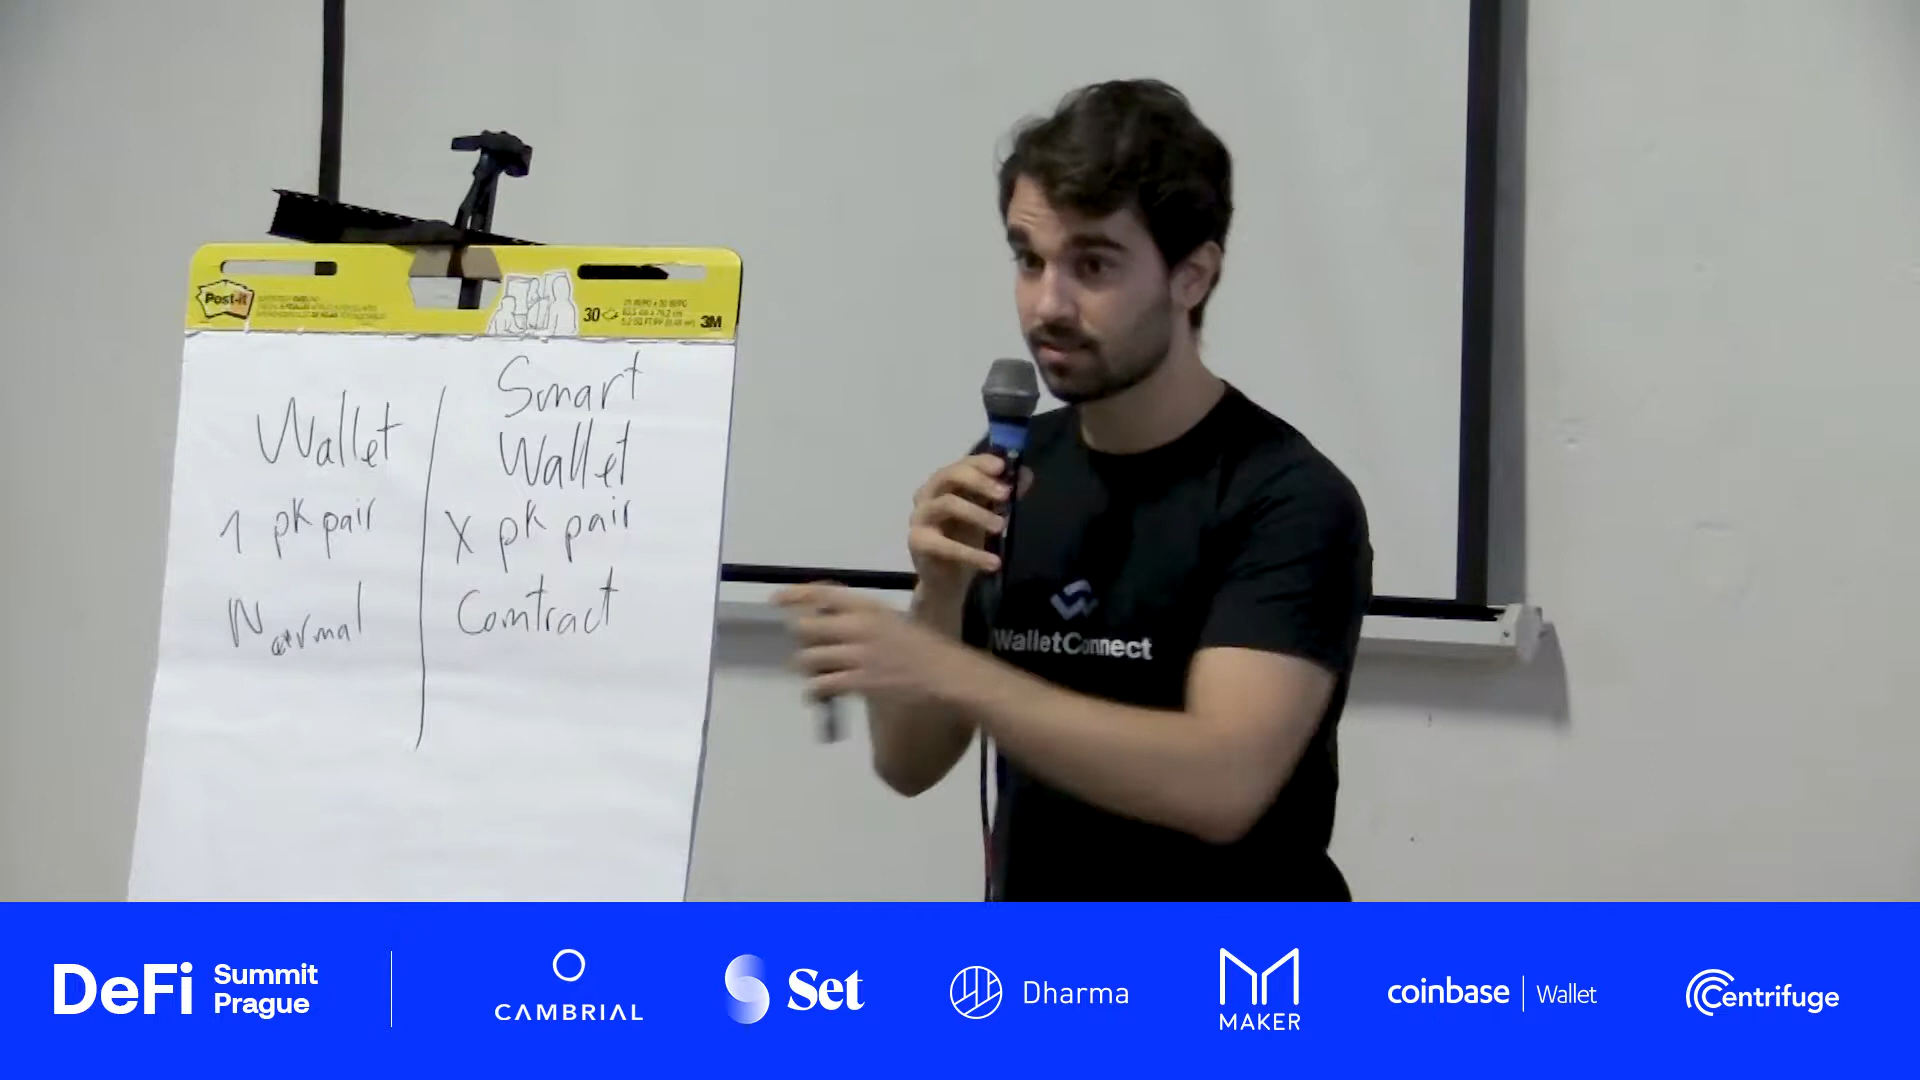 Post-it
30
3M
Smart
Wallet
Wallet
1 pk pair
X pk pair
Normal
Contract
WalletConnect
DeFi
Summit
Prague
CAMBRIAL
Set
Dharma
MAKER
coinbase
Wallet
Centrifuge